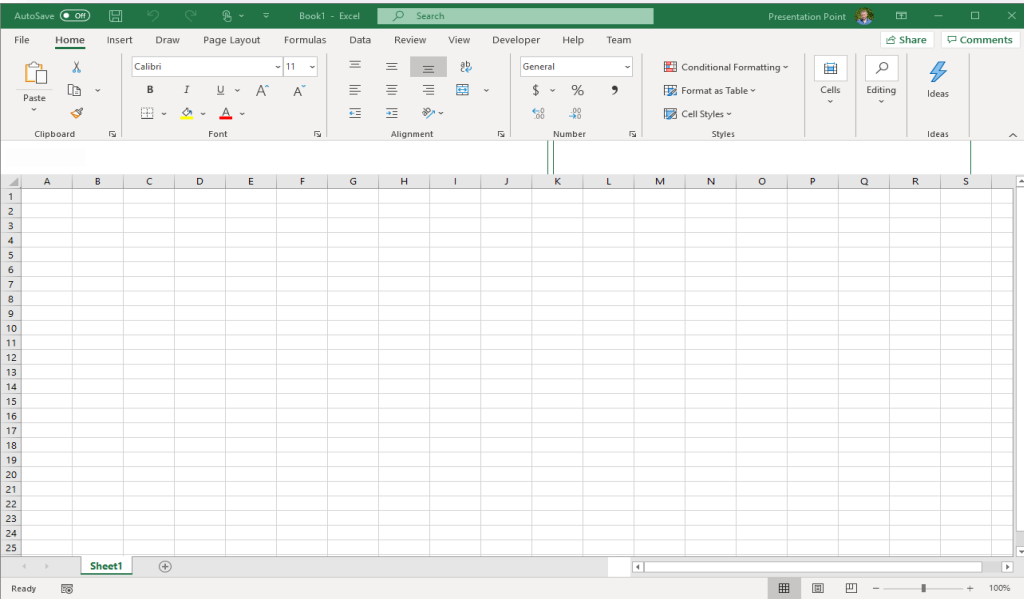 AutoSave Off Book1 - Excel Search Presentation Point
File Home Insert Draw Page Layout Formulas Data Review View Developer Help Team Share Comments
Calibri 11 ab General Conditional Formatting
Paste B I U A A $ % , Format as Table Cells Editing Ideas
A .00 .00 Cell Styles
Clipboard Font Alignment Number Styles Ideas
A B C D E F G H I J K L M N O P Q R S
1
2
3
4
5
6
7
8
9
10
11
12
13
14
15
16
17
18
19
20
21
22
23
24
25
Sheet1
Ready 100%